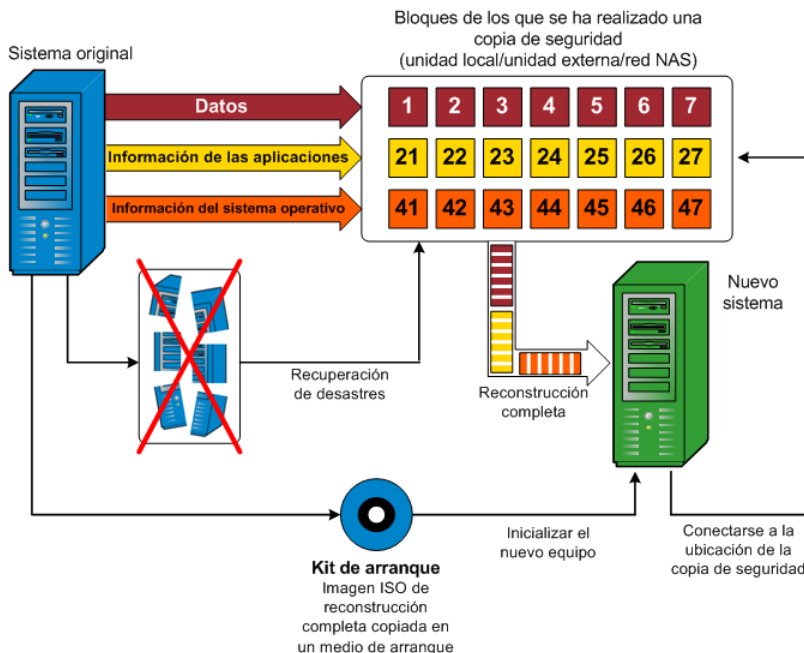 Bloques de los que se ha realizado una
copia de seguridad
(unidad local/unidad externa/red NAS)
Sistema original
Datos
1 2 3 4 5 6 7
Información de las aplicaciones
21 22 23 24 25 26 27
Información del sistema operativo
41 42 43 44 45 46 47
Nuevo
sistema
Recuperación
de desastres
Reconstrucción
completa
Inicializar el
nuevo equipo
Conectarse a la
ubicación de la
copia de seguridad
Kit de arranque
Imagen ISO de
reconstrucción
completa copiada en
un medio de arranque